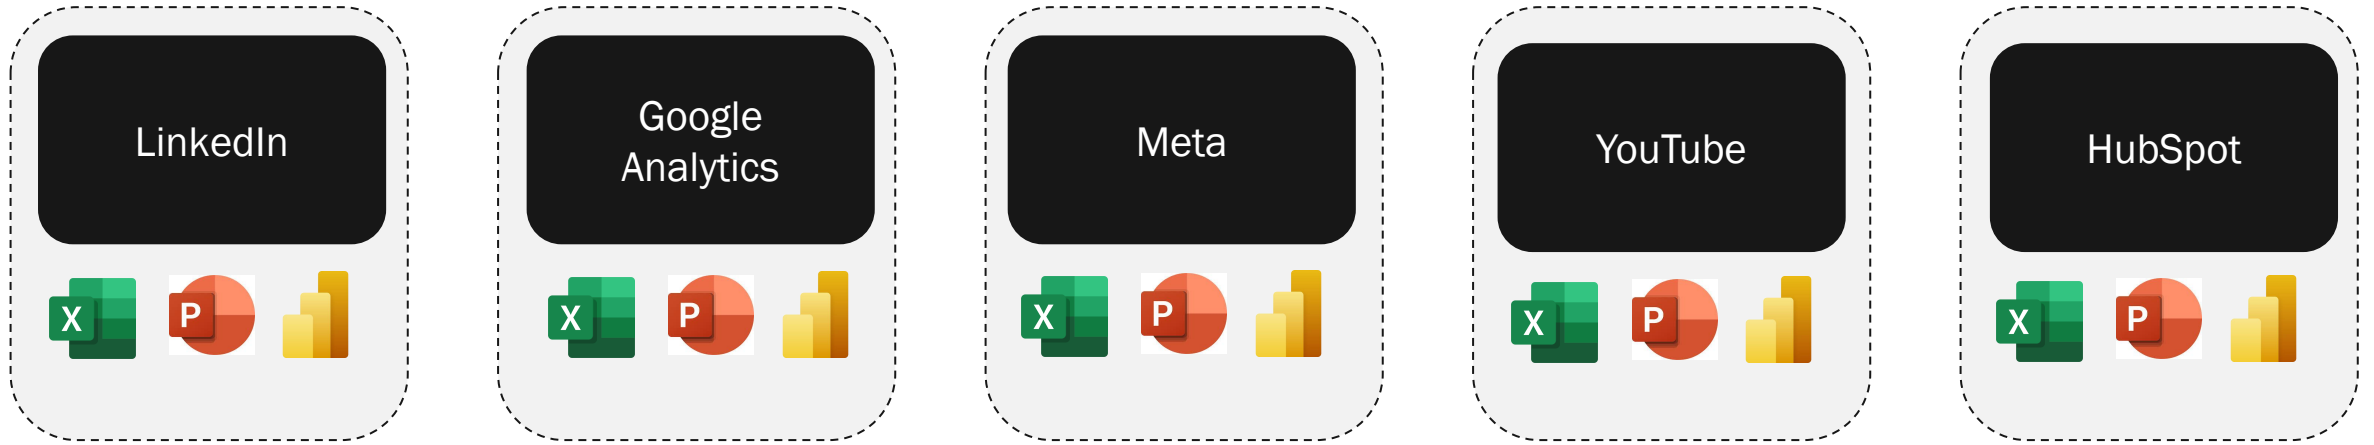 LinkedIn
Google
Analytics
Meta
YouTube
HubSpot
X P
X P
X P
X P
X P